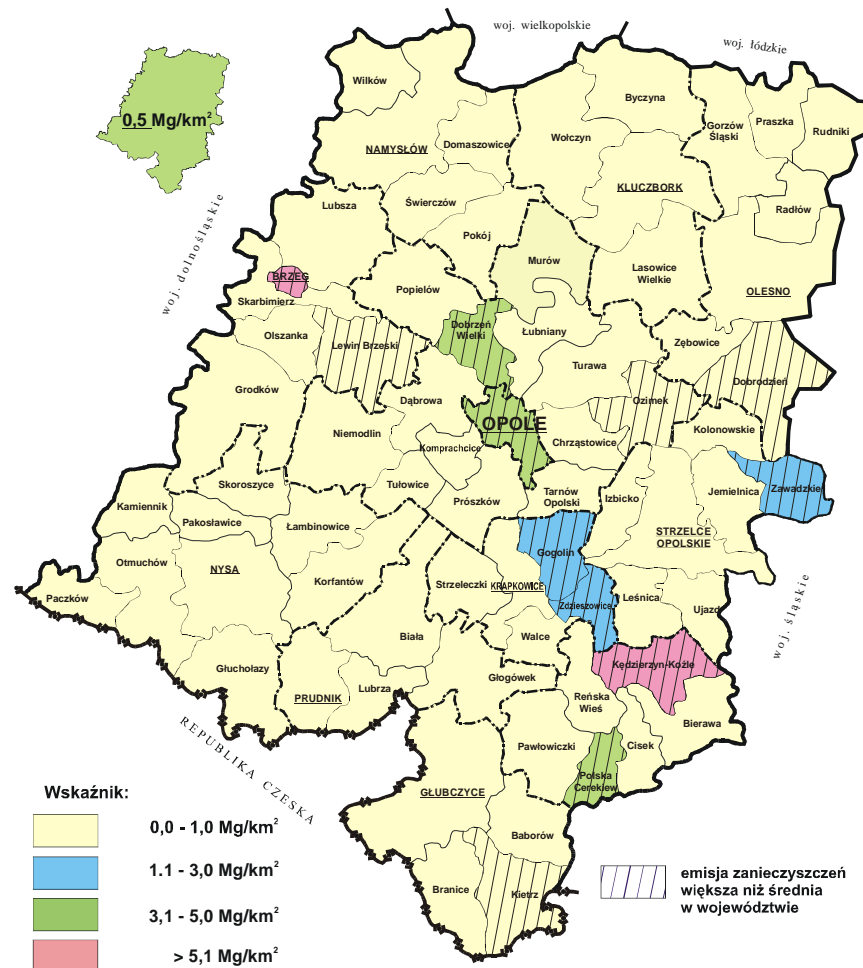 woj. wielkopolskie
woj. łódzkie
0,5 Mg/km²
Wilków
Byczyna
Praszka
Gorzów
Śląski
Rudniki
NAMYSŁÓW
Domaszowice
Wołczyn
KLUCZBORK
Radłów
Lubsza
Świerczów
Pokój
woj. dolnośląskie
Murów
Lasowice
Wielkie
OLESNO
BRZEG
Skarbimierz
Popielów
Dobrzeń
Wielki
Łubniany
Olszanka
Lewin Brzeski
Zębowice
Turawa
Dobrodzień
Grodków
Dąbrowa
Ozimek
OPOLE
Niemodlin
Chrząstowice
Kolonowskie
Komprachcice
Skoroszyce
Tułowice
Prószków
Tarnów
Opolski
Izbicko
Jemielnica
Zawadzkie
Kamiennik
Pakosławice
Łambinowice
STRZELCE
OPOLSKIE
Otmuchów
NYSA
Gogolin
Paczków
Korfantów
Strzeleczki
KRAPKOWICE
Zdzieszowice
Leśnica
Ujazd
woj. śląskie
Biała
Walce
Głuchołazy
Kędzierzyn-Koźle
PRUDNIK
Lubrza
Głogówek
Reńska
Wieś
Bierawa
REPUBLIKA CZESKA
Pawłowiczki
Cisek
Polska
Cerekiew
GŁUBCZYCE
Baborów
Branice
Kietrz
Wskaźnik:
0,0 - 1,0 Mg/km²
1.1 - 3,0 Mg/km²
3,1 - 5,0 Mg/km²
> 5,1 Mg/km²
emisja zanieczyszczeń
większa niż średnia
w województwie